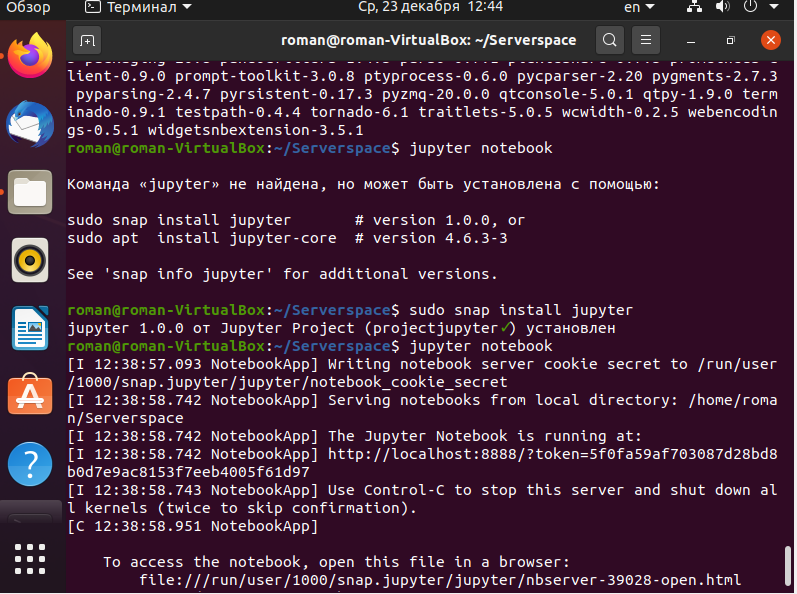 Обзор
Терминал
Ср, 23 декабря 12:44
en
roman@roman-VirtualBox: ~/Serverspace
lient-0.9.0 prompt-toolkit-3.0.8 ptyprocess-0.6.0 pycparser-2.20 pygments-2.7.3
pyparsing-2.4.7 pyrsistent-0.17.3 pyzmq-20.0.0 qtconsole-5.0.1 qtpy-1.9.0 term
inado-0.9.1 testpath-0.4.4 tornado-6.1 traitlets-5.0.5 wcwidth-0.2.5 webencodin
gs-0.5.1 widgetsnbextension-3.5.1
roman@roman-VirtualBox:~/Serverspace$ jupyter notebook
Команда «jupyter» не найдена, но может быть установлена с помощью:
sudo snap install jupyter # version 1.0.0, or
sudo apt install jupyter-core # version 4.6.3-3
See 'snap info jupyter' for additional versions.
roman@roman-VirtualBox:~/Serverspace$ sudo snap install jupyter
jupyter 1.0.0 от Jupyter Project (projectjupyter✓) установлен
roman@roman-VirtualBox:~/Serverspace$ jupyter notebook
[I 12:38:57.093 NotebookApp] Writing notebook server cookie secret to /run/user
/1000/snap.jupyter/jupyter/notebook_cookie_secret
[I 12:38:58.742 NotebookApp] Serving notebooks from local directory: /home/roma
n/Serverspace
[I 12:38:58.742 NotebookApp] The Jupyter Notebook is running at:
[I 12:38:58.742 NotebookApp] http://localhost:8888/?token=5f0fa59af703087d28bd8
b0d7e9ac8153f7eeb4005f61d97
[I 12:38:58.743 NotebookApp] Use Control-C to stop this server and shut down al
l kernels (twice to skip confirmation).
[C 12:38:58.951 NotebookApp]
To access the notebook, open this file in a browser:
file:///run/user/1000/snap.jupyter/jupyter/nbserver-39028-open.html